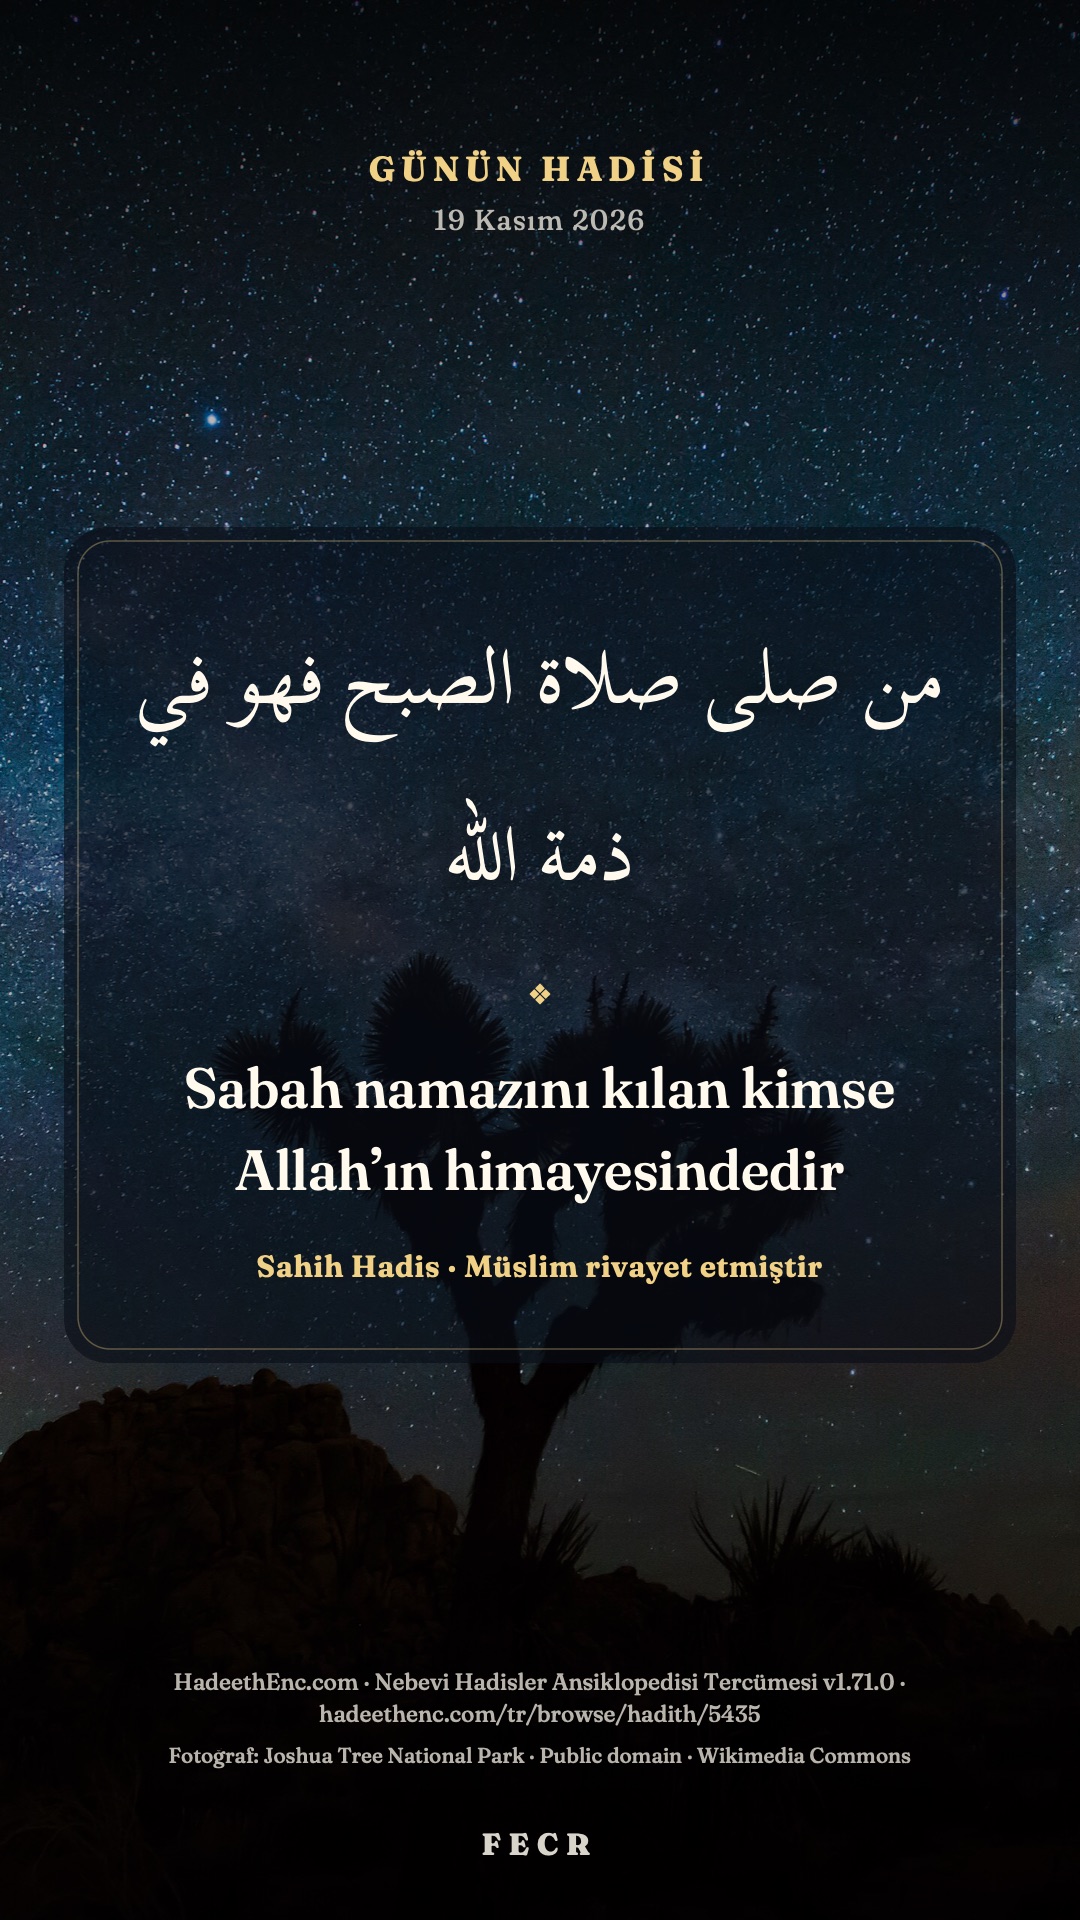 GÜNÜN HADİSİ
19 Kasım 2026
من صلى صلاة الصبح فهو في
ذمة الله
Sabah namazını kılan kimse
Allah’ın himayesindedir
Sahih Hadis · Müslim rivayet etmiştir
HadeethEnc.com · Nebevi Hadisler Ansiklopedisi Tercümesi v1.71.0 ·
hadeethenc.com/tr/browse/hadith/5435
Fotoğraf: Joshua Tree National Park · Public domain · Wikimedia Commons
FECR